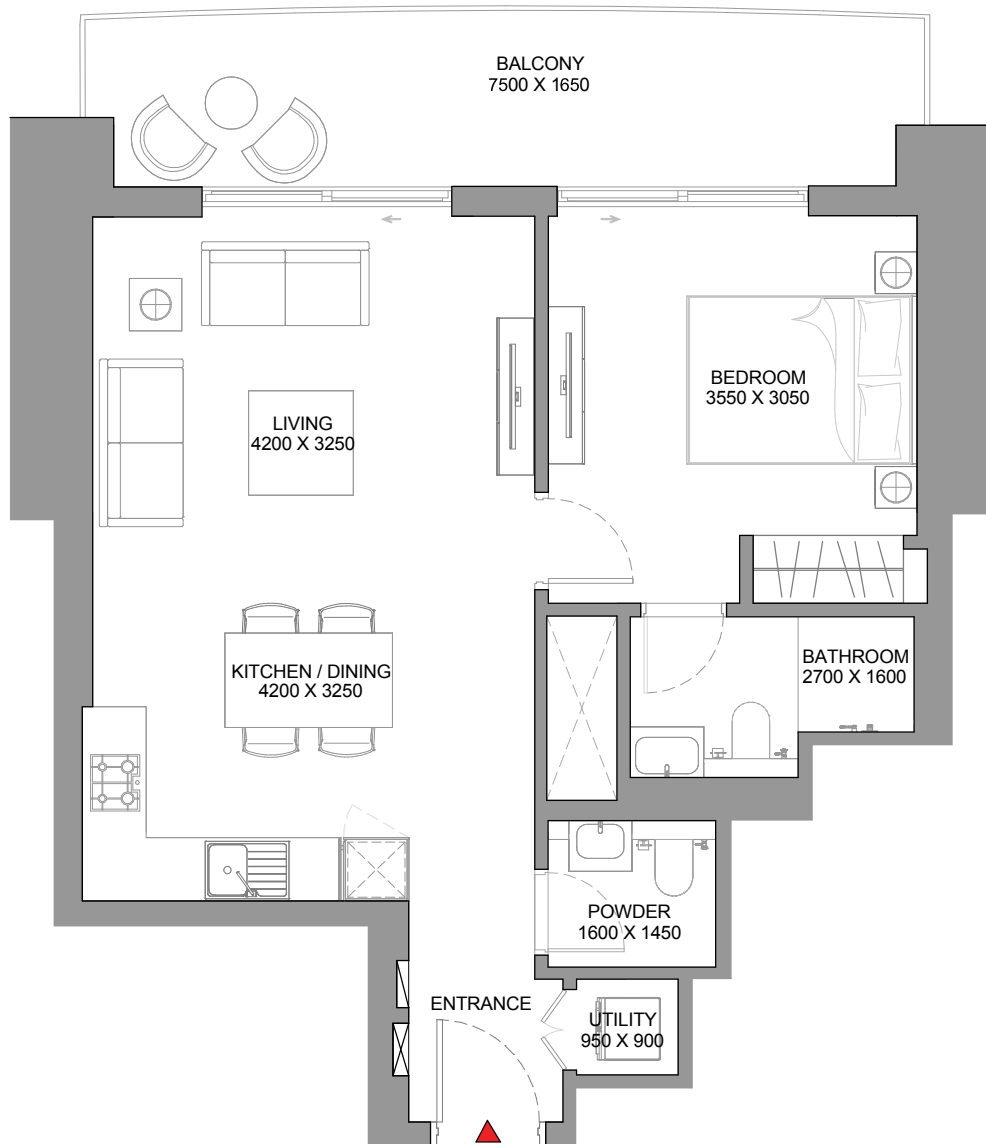 BALCONY
7500 X 1650
BEDROOM
3550 X 3050
LIVING
4200 X 3250
KITCHEN / DINING
4200 X 3250
BATHROOM
2700 X 1600
POWDER
1600 X 1450
ENTRANCE
UTILITY
950 X 900